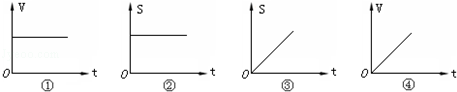 V S S V
O t O t O t O t
① ② ③ ④